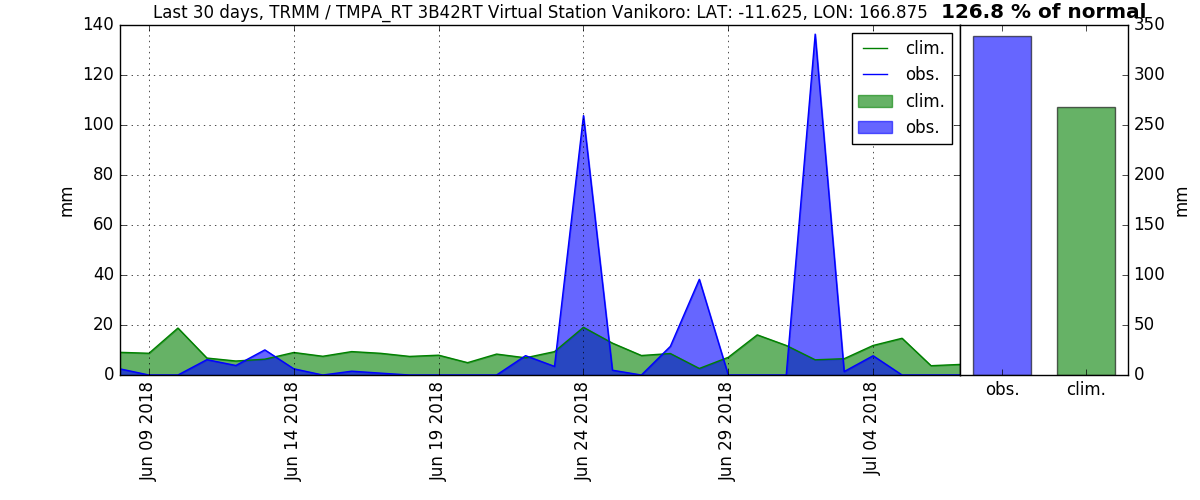 Last 30 days, TRMM / TMPA_RT 3B42RT Virtual Station Vanikoro: LAT: -11.625, LON: 166.875 126.8 % of normal
140
120
100
80
60
40
20
0
mm
clim.
obs.
clim.
obs.
Jun 09 2018
Jun 14 2018
Jun 19 2018
Jun 24 2018
Jun 29 2018
Jul 04 2018
350
300
250
200
150
100
50
0
mm
obs. clim.